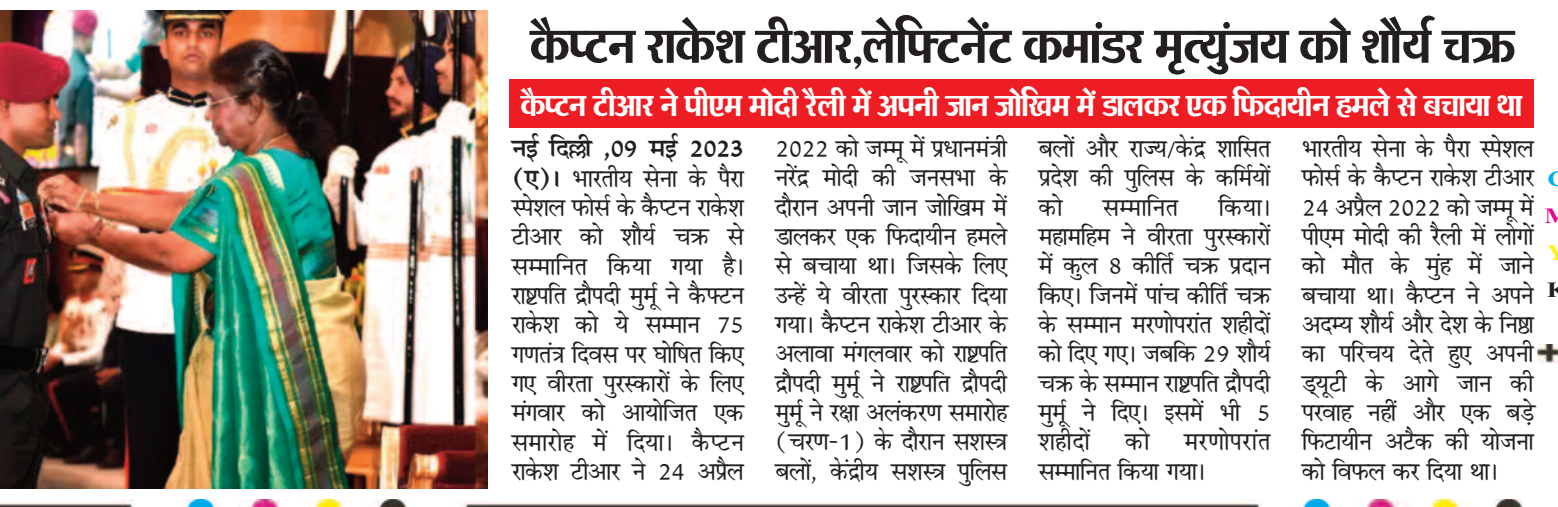 कैप्टन राकेश टीआर,लेफ्टिनेंट कमांडर मृत्युंजय को शौर्य चक्र
कैप्टन टीआर ने पीएम मोदी रैली में अपनी जान जोखिम में डालकर एक फिदायीन हमले से बचाया था
नई दिल्ली ,09 मई 2023
(ए)। भारतीय सेना के पैरा
स्पेशल फोर्स के कैप्टन राकेश
टीआर को शौर्य चक्र से
सम्मानित किया गया है।
राष्ट्रपति द्रौपदी मुर्मू ने कैफ्टन
राकेश को ये सम्मान 75
गणतंत्र दिवस पर घोषित किए
गए वीरता पुरस्कारों के लिए
मंगवार को आयोजित एक
समारोह में दिया। कैप्टन
राकेश टीआर ने 24 अप्रैल
2022 को जम्मू में प्रधानमंत्री
नरेंद्र मोदी की जनसभा के
दौरान अपनी जान जोखिम में
डालकर एक फिदायीन हमले
से बचाया था। जिसके लिए
उन्हें ये वीरता पुरस्कार दिया
गया। कैप्टन राकेश टीआर के
अलावा मंगलवार को राष्ट्रपति
द्रौपदी मुर्मू ने राष्ट्रपति द्रौपदी
मुर्मू ने रक्षा अलंकरण समारोह
(चरण-1) के दौरान सशस्त्र
बलों, केंद्रीय सशस्त्र पुलिस
बलों और राज्य/केंद्र शासित
प्रदेश की पुलिस के कर्मियों
को सम्मानित किया।
महामहिम ने वीरता पुरस्कारों
में कुल 8 कीर्ति चक्र प्रदान
किए। जिनमें पांच कीर्ति चक्र
के सम्मान मरणोपरांत शहीदों
को दिए गए। जबकि 29 शौर्य
चक्र के सम्मान राष्ट्रपति द्रौपदी
मुर्मू ने दिए। इसमें भी 5
शहीदों को मरणोपरांत
सम्मानित किया गया।
भारतीय सेना के पैरा स्पेशल
फोर्स के कैप्टन राकेश टीआर
24 अप्रैल 2022 को जम्मू में
पीएम मोदी की रैली में लोगों
को मौत के मुंह में जाने
बचाया था। कैप्टन ने अपने
अदम्य शौर्य और देश के निष्ठा
का परिचय देते हुए अपनी
ड्यूटी के आगे जान की
परवाह नहीं और एक बड़े
फिटायीन अटैक की योजना
को विफल कर दिया था।
M
Y
K